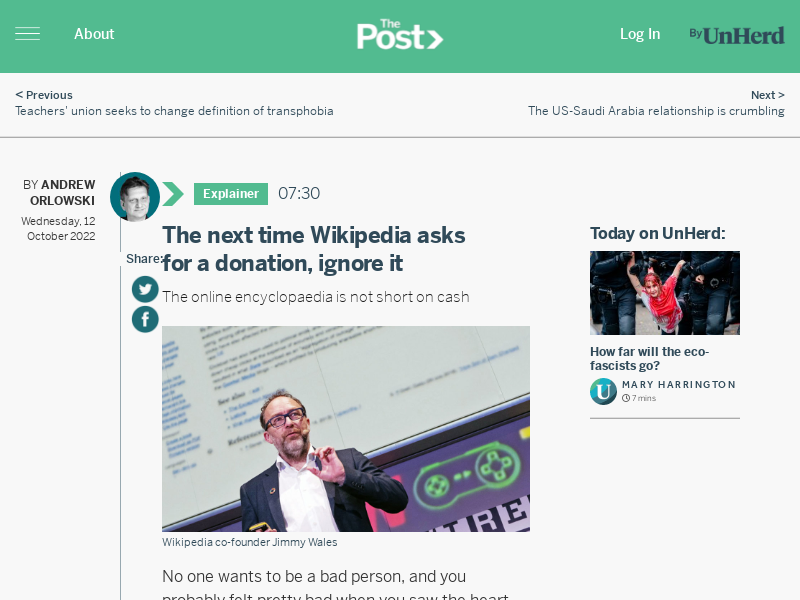 About
The Post
Log In
By UnHerd
< Previous
Teachers' union seeks to change definition of transphobia
Next >
The US-Saudi Arabia relationship is crumbling
BY ANDREW
ORLOWSKI
Wednesday, 12
October 2022
Share:
Explainer
07:30
The next time Wikipedia asks
for a donation, ignore it
The online encyclopaedia is not short on cash
See also
Wikipedia co-founder Jimmy Wales
No one wants to be a bad person, and you
probably felt pretty bad when you saw the heart
Today on UnHerd:
How far will the eco-
fascists go?
U
MARY HARRINGTON
7 mins